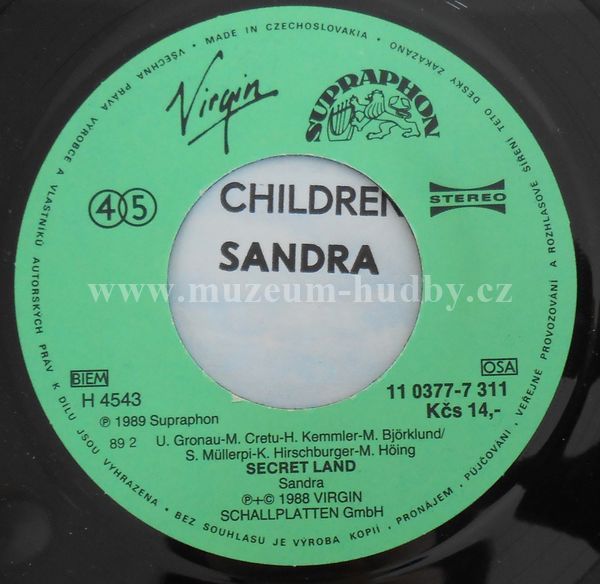 • MADE IN CZECHOSLOVAKIA • VŠECHNA PRÁVA VÝROBCE A VLASTNÍKŮ AUTORSKÝCH PRÁV K DÍLU JSOU VYHRAZENA • BEZ SOUHLASU JE VÝROBA KOPIÍ, PRONÁJEM, PŮJČOVÁNÍ, VEŘEJNÉ PROVOZOVÁNÍ A ROZHLASOVÉ ŠÍŘENÍ TÉTO DESKY ZAKÁZÁNO
Virgin
SUPRAPHON
45
STEREO
CHILDREN
SANDRA
www.muzeum-hudby.cz
BIEM
OSA
H 4543
11 0377-7 311
Kčs 14,-
℗ 1989 Supraphon
89 2
U. Gronau-M. Cretu-H. Kemmler-M. Björklund/
S. Müllerpi-K. Hirschburger-M. Höing
SECRET LAND
Sandra
℗+© 1988 VIRGIN
SCHALLPLATTEN GmbH